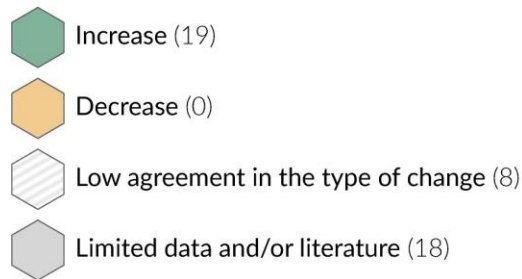 Increase (19)
Decrease (0)
Low agreement in the type of change (8)
Limited data and/or literature (18)